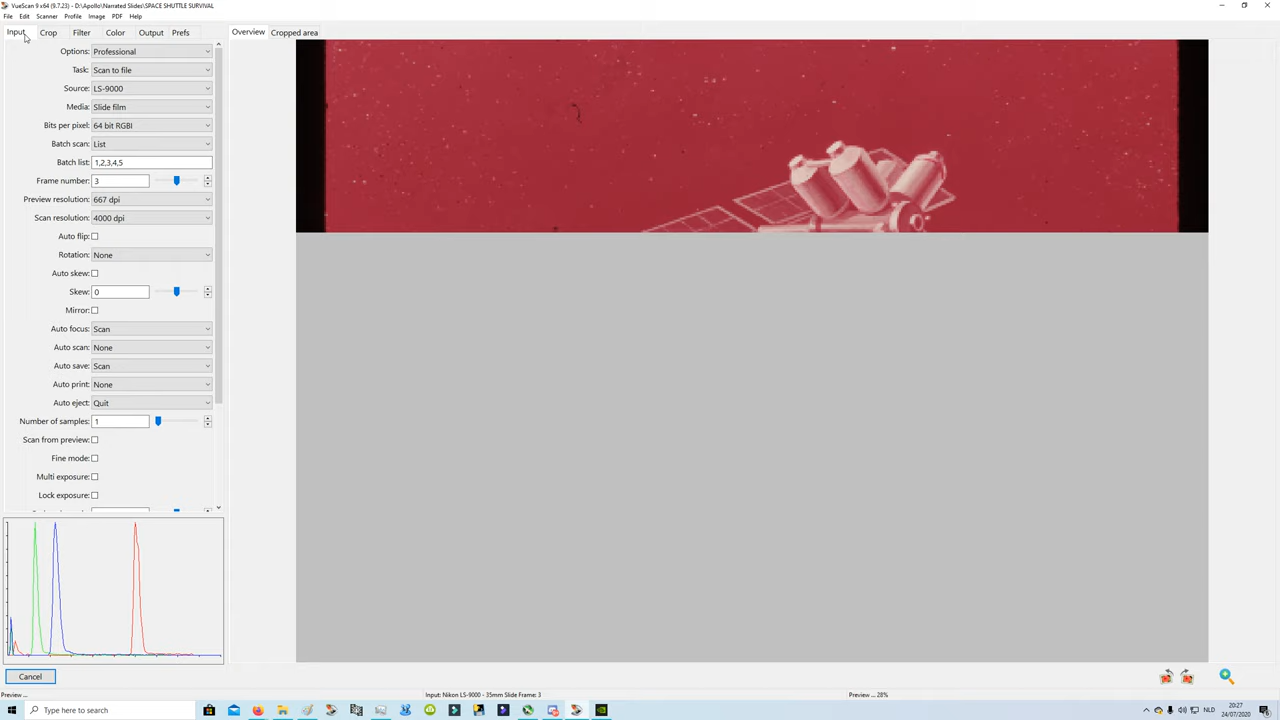 VueScan 9 x64 (9.7.23) - D:\Apollo\Narrated Slides\SPACE SHUTTLE SURVIVAL
File Edit Scanner Profile Image PDF Help
Input Crop Filter Color Output Prefs Overview Cropped area
Options: Professional
Task: Scan to file
Source: LS-9000
Media: Slide film
Bits per pixel: 64 bit RGBI
Batch scan: List
Batch list: 1,2,3,4,5
Frame number: 3
Preview resolution: 667 dpi
Scan resolution: 4000 dpi
Auto flip:
Rotation: None
Auto skew:
Skew: 0
Mirror:
Auto focus: Scan
Auto scan: None
Auto save: Scan
Auto print: None
Auto eject: Quit
Number of samples: 1
Scan from preview:
Fine mode:
Multi exposure:
Lock exposure:
Cancel
Preview ... Input: Nikon LS-9000 - 35mm Slide Frame: 3 Preview ... 28%
Type here to search
NLD
20:27
24/07/2020